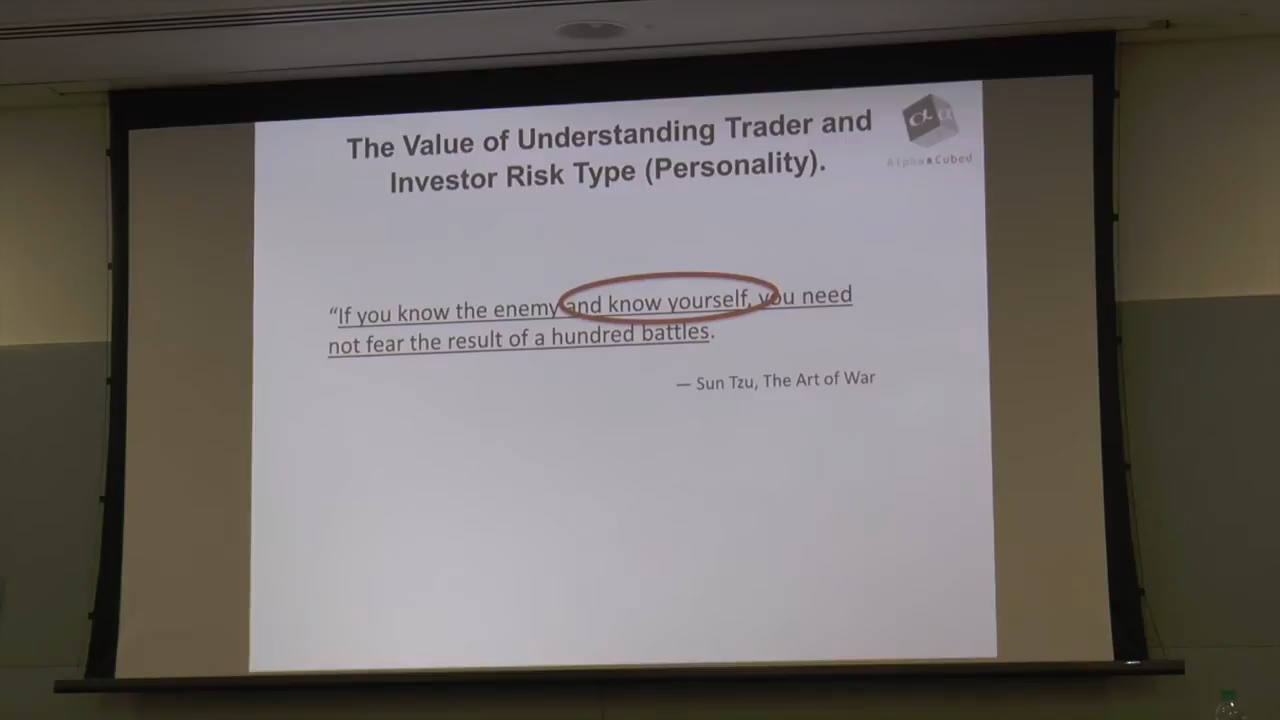 The Value of Understanding Trader and
Investor Risk Type (Personality).
Alpha Cubed
“If you know the enemy and know yourself, you need
not fear the result of a hundred battles.
— Sun Tzu, The Art of War